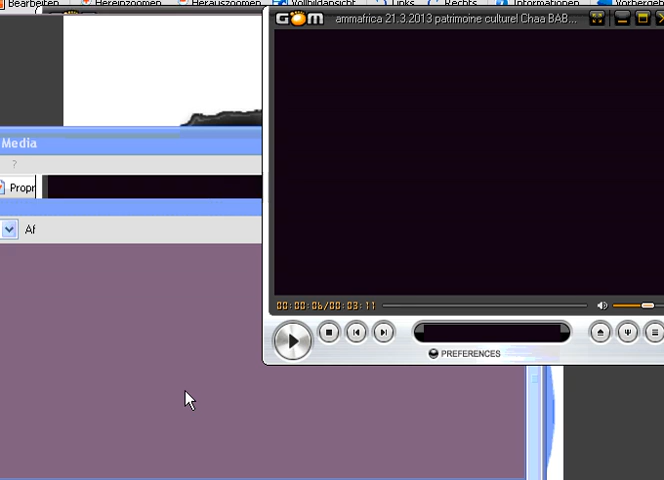 Bearbeiten Hereinzoomen Herauszoomen Vollbildansicht Links Rechts Informationen
GOM ammafrica 21.3.2013 patrimoine culturel Chaa BAB...
Media
?
Propr
Af
00:00:06/00:03:11
PREFERENCES